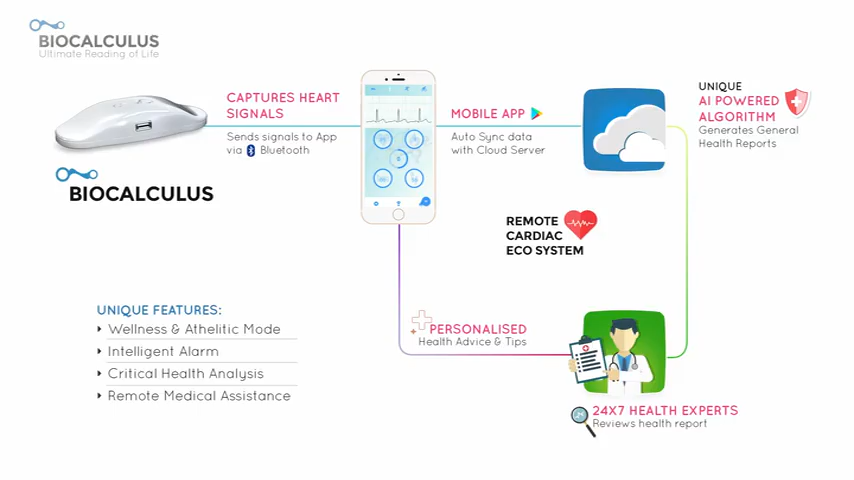 BIOCALCULUS
Ultimate Reading of Life
CAPTURES HEART
SIGNALS
Sends signals to App
via Bluetooth
BIOCALCULUS
MOBILE APP
Auto Sync data
with Cloud Server
UNIQUE
AI POWERED
ALGORITHM
Generates General
Health Reports
REMOTE
CARDIAC
ECO SYSTEM
UNIQUE FEATURES:
Wellness & Athelitic Mode
Intelligent Alarm
Critical Health Analysis
Remote Medical Assistance
PERSONALISED
Health Advice & Tips
24X7 HEALTH EXPERTS
Reviews health report